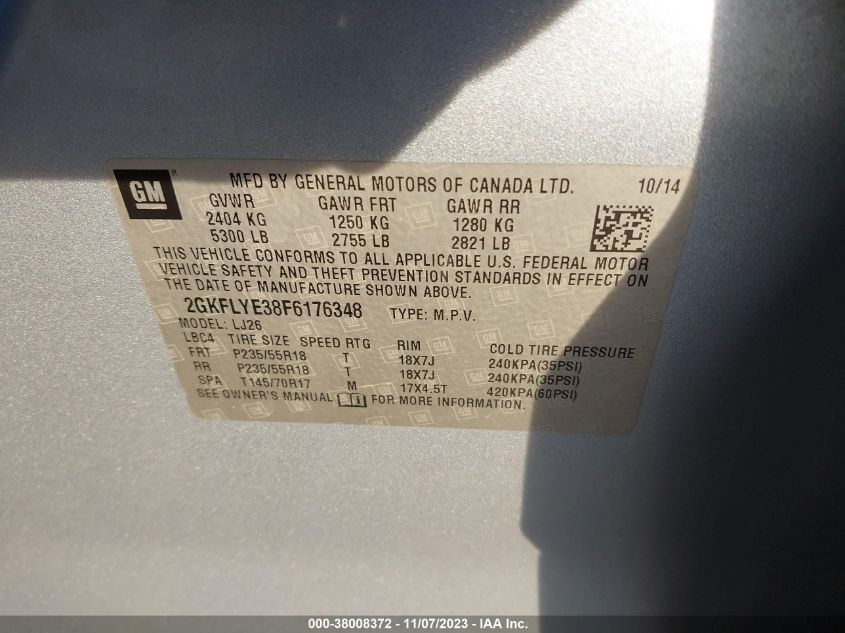 GM
MFD BY GENERAL MOTORS OF CANADA LTD. 10/14
GVWR GAWR FRT GAWR RR
2404 KG 1250 KG 1280 KG
5300 LB 2755 LB 2821 LB
THIS VEHICLE CONFORMS TO ALL APPLICABLE U.S. FEDERAL MOTOR
VEHICLE SAFETY AND THEFT PREVENTION STANDARDS IN EFFECT ON
THE DATE OF MANUFACTURE SHOWN ABOVE.
2GKFLYE38F6176348 TYPE: M.P.V.
MODEL: LJ26
LBC4 TIRE SIZE SPEED RTG RIM COLD TIRE PRESSURE
FRT P235/55R18 T 18X7J 240KPA(35PSI)
RR P235/55R18 T 18X7J 240KPA(35PSI)
SPA T145/70R17 M 17X4.5T 420KPA(60PSI)
SEE OWNER'S MANUAL FOR MORE INFORMATION.
000-38008372 - 11/07/2023 - IAA Inc.